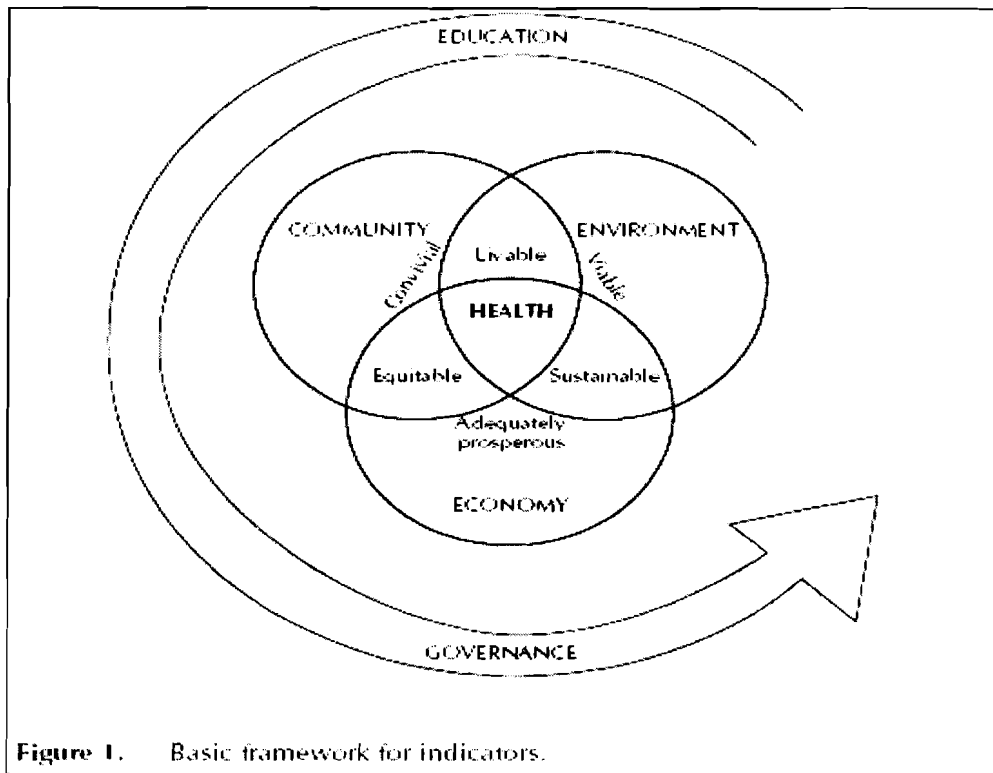 EDUCATION
COMMUNITY
ENVIRONMENT
Convivial
Livable
Viable
HEALTH
Equitable
Sustainable
Adequately
prosperous
ECONOMY
GOVERNANCE
Figure 1. Basic framework for indicators.